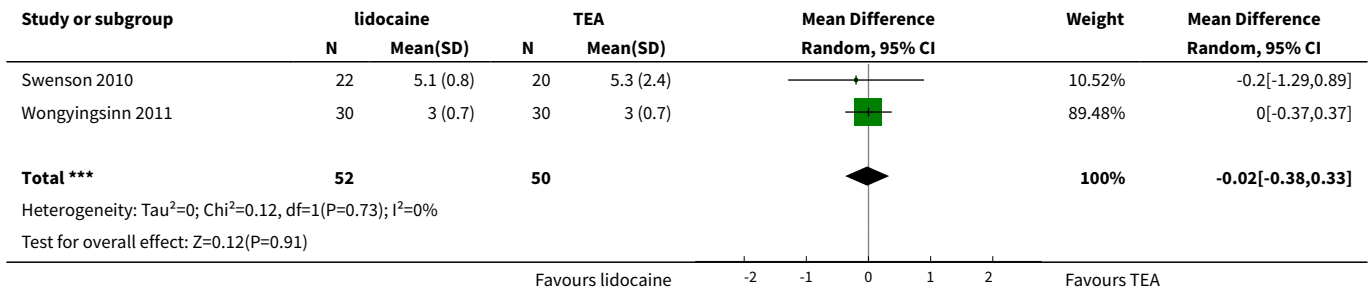 Study or subgroup lidocaine TEA Mean Difference Weight Mean Difference
N Mean(SD) N Mean(SD) Random, 95% CI Random, 95% CI
Swenson 2010 22 5.1 (0.8) 20 5.3 (2.4) 10.52% -0.2[-1.29,0.89]
Wongyingsinn 2011 30 3 (0.7) 30 3 (0.7) 89.48% 0[-0.37,0.37]
Total *** 52 50 100% -0.02[-0.38,0.33]
Heterogeneity: Tau²=0; Chi²=0.12, df=1(P=0.73); I²=0%
Test for overall effect: Z=0.12(P=0.91)
Favours lidocaine -2 -1 0 1 2 Favours TEA